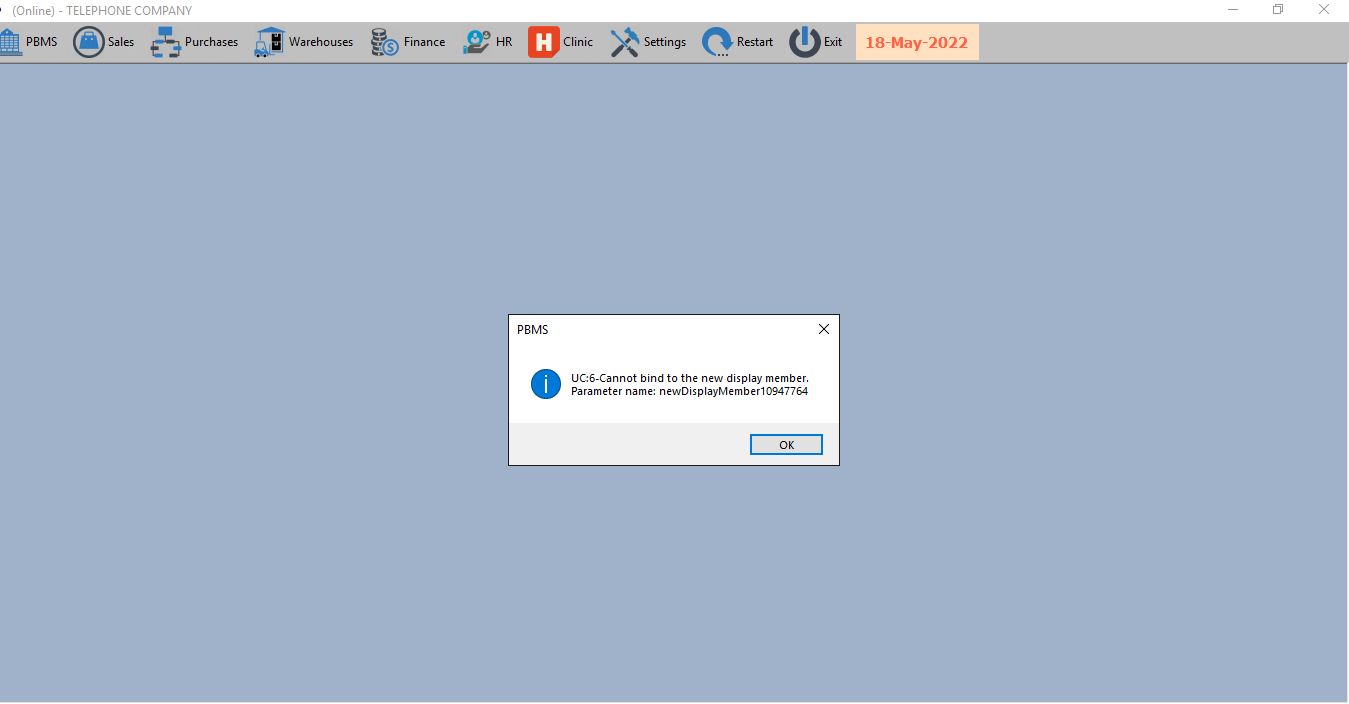 (Online) - TELEPHONE COMPANY
PBMS Sales Purchases Warehouses Finance HR H Clinic Settings Restart Exit 18-May-2022
PBMS
UC:6-Cannot bind to the new display member.
Parameter name: newDisplayMember10947764
OK